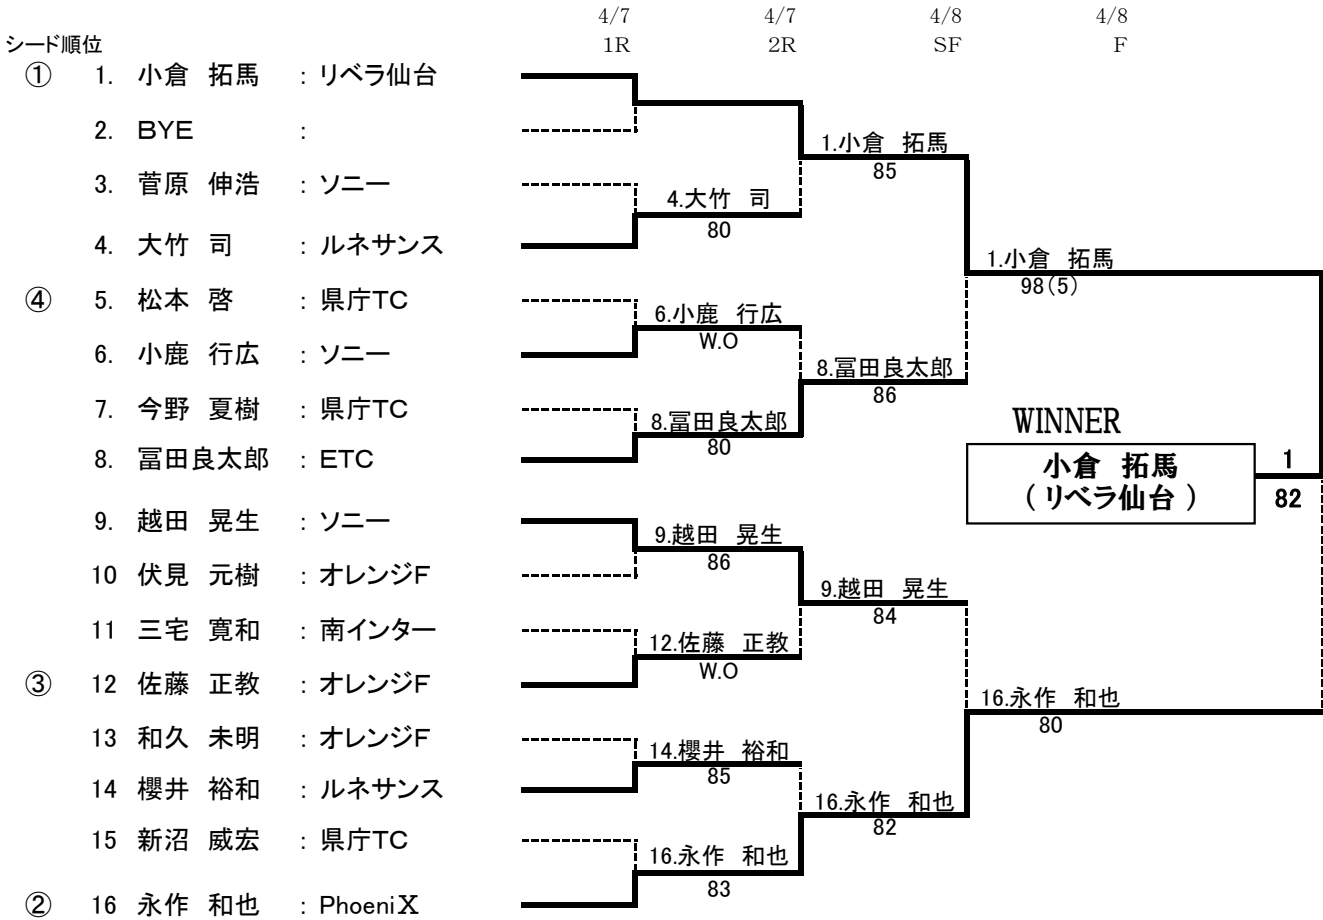 4/7 4/7 4/8 4/8
シード順位 1R 2R SF F
① 1. 小倉 拓馬 : リベラ仙台
2. BYE :
1.小倉 拓馬
85
3. 菅原 伸浩 : ソニー
4.大竹 司
80
4. 大竹 司 : ルネサンス
1.小倉 拓馬
98(5)
④ 5. 松本 啓 : 県庁TC
6.小鹿 行広
W.O
6. 小鹿 行広 : ソニー
8.冨田良太郎
86
7. 今野 夏樹 : 県庁TC
8.冨田良太郎
80
WINNER
8. 冨田良太郎 : ETC
小倉 拓馬 1
(リベラ仙台) 82
9. 越田 晃生 : ソニー
9.越田 晃生
86
10 伏見 元樹 : オレンジF
9.越田 晃生
84
11 三宅 寛和 : 南インター
12.佐藤 正教
W.O
③ 12 佐藤 正教 : オレンジF
16.永作 和也
80
13 和久 未明 : オレンジF
14.櫻井 裕和
85
14 櫻井 裕和 : ルネサンス
16.永作 和也
82
15 新沼 威宏 : 県庁TC
16.永作 和也
83
② 16 永作 和也 : PhoeniX